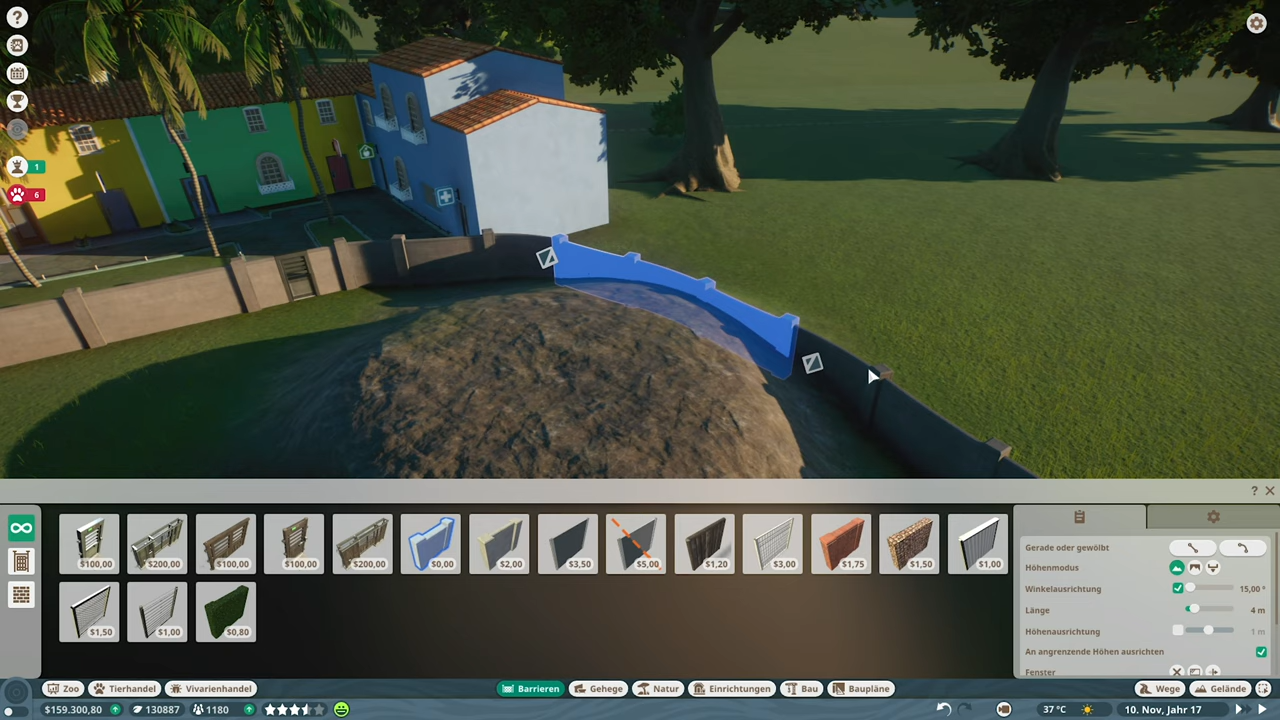 ?
1
6
? ×
$100,00 $200,00 $100,00 $100,00 $200,00 $0,00 $2,00 $3,50 $5,00 $1,20 $3,00 $1,75 $1,50 $1,00
$1,50 $1,00 $0,80
Gerade oder gewölbt
Höhenmodus
Winkelausrichtung 15,00 °
Länge 4 m
Höhenausrichtung 1 m
An angrenzende Höhen ausrichten
Fenster
Zoo Tierhandel Vivarienhandel Barrieren Gehege Natur Einrichtungen Bau Baupläne Wege Gelände
$159.300,80 130887 1180 37 °C 10. Nov, Jahr 17